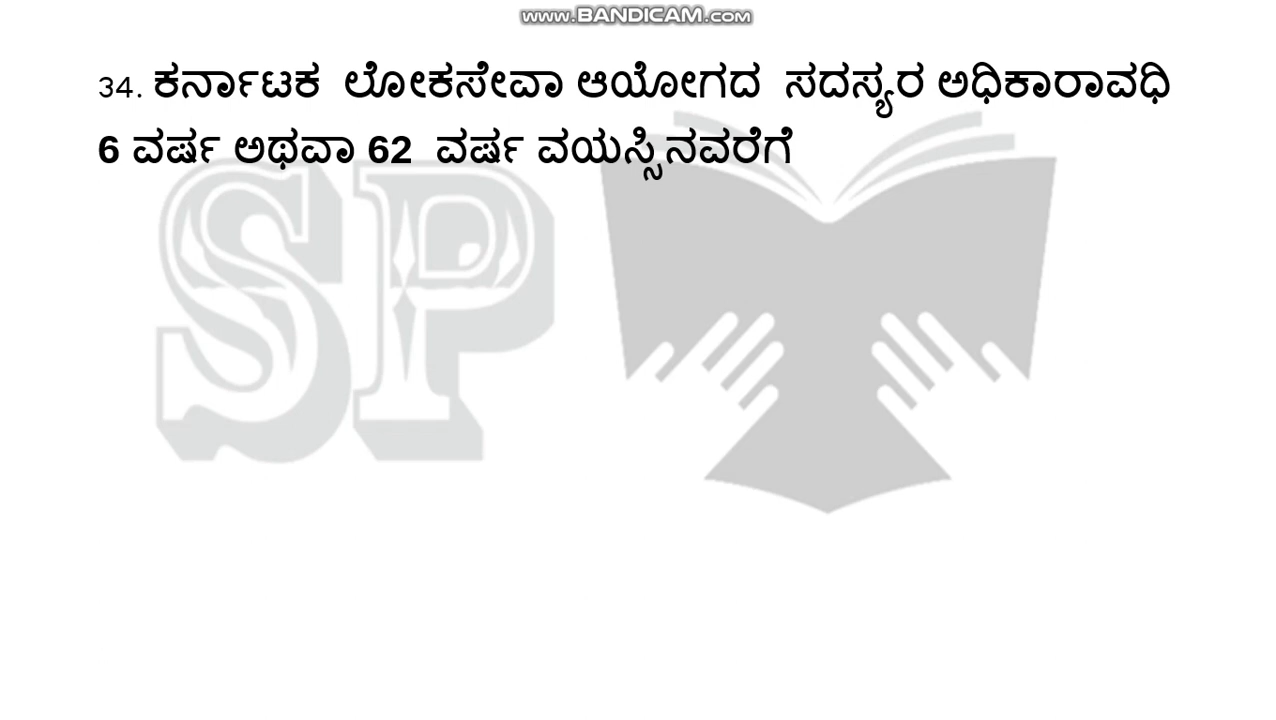 www.BANDICAM.com
34. ಕರ್ನಾಟಕ ಲೋಕಸೇವಾ ಆಯೋಗದ ಸದಸ್ಯರ ಅಧಿಕಾರಾವಧಿ
6 ವರ್ಷ ಅಥವಾ 62 ವರ್ಷ ವಯಸ್ಸಿನವರೆಗೆ
SP